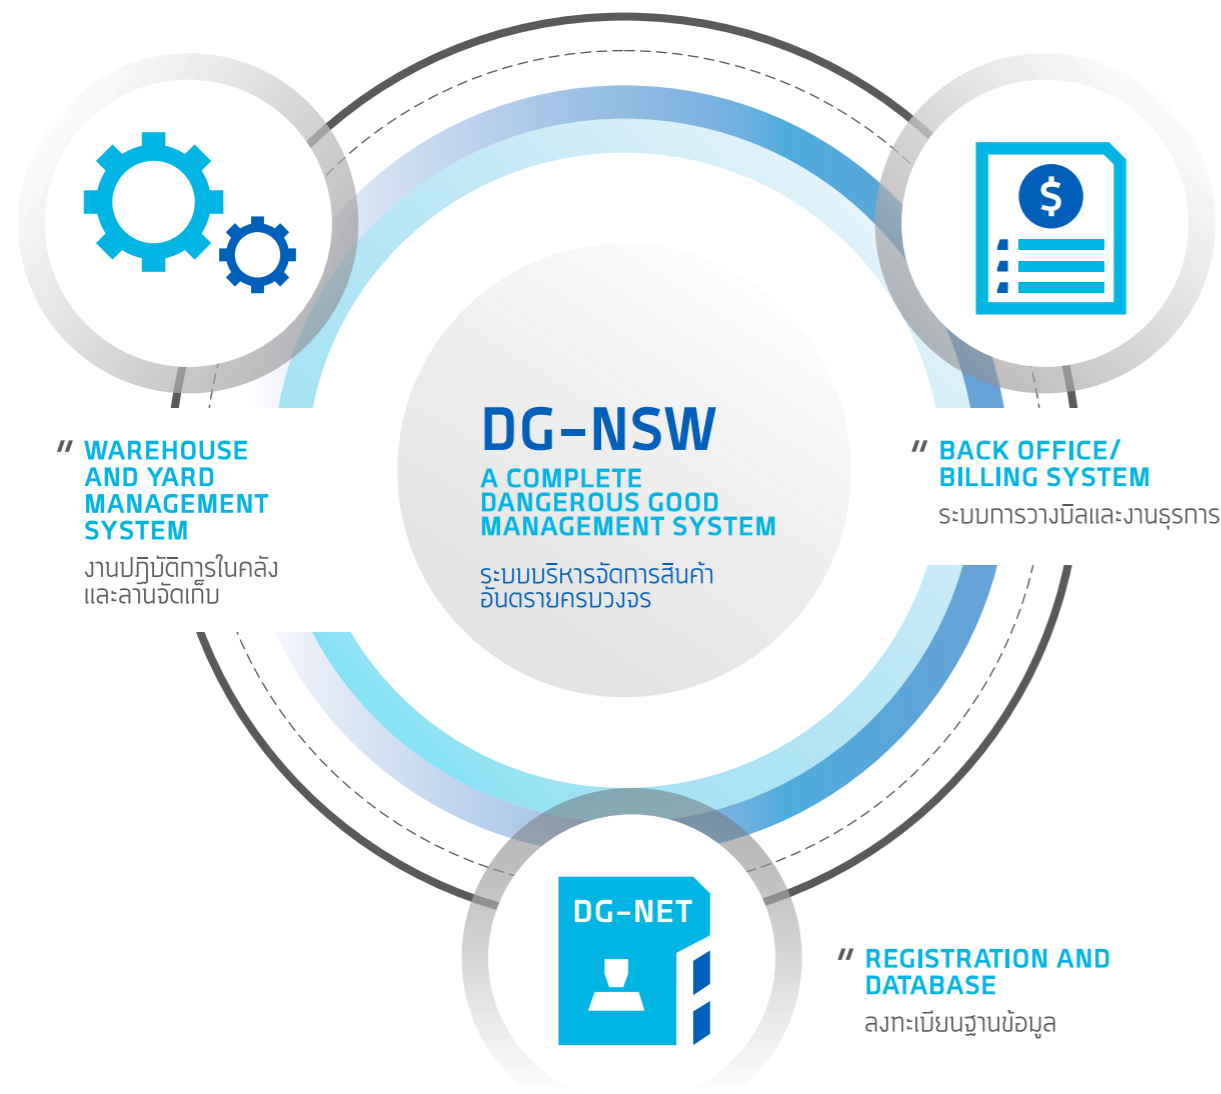 " WAREHOUSE
AND YARD
MANAGEMENT
SYSTEM
งานปฏิบัติการในคลัง
และลานจัดเก็บ
DG-NSW
A COMPLETE
DANGEROUS GOOD
MANAGEMENT SYSTEM
ระบบบริหารจัดการสินค้า
อันตรายครบวงจร
$
" BACK OFFICE/
BILLING SYSTEM
ระบบการวางบิลและงานธุรการ
DG-NET
" REGISTRATION AND
DATABASE
ลงทะเบียนฐานข้อมูล